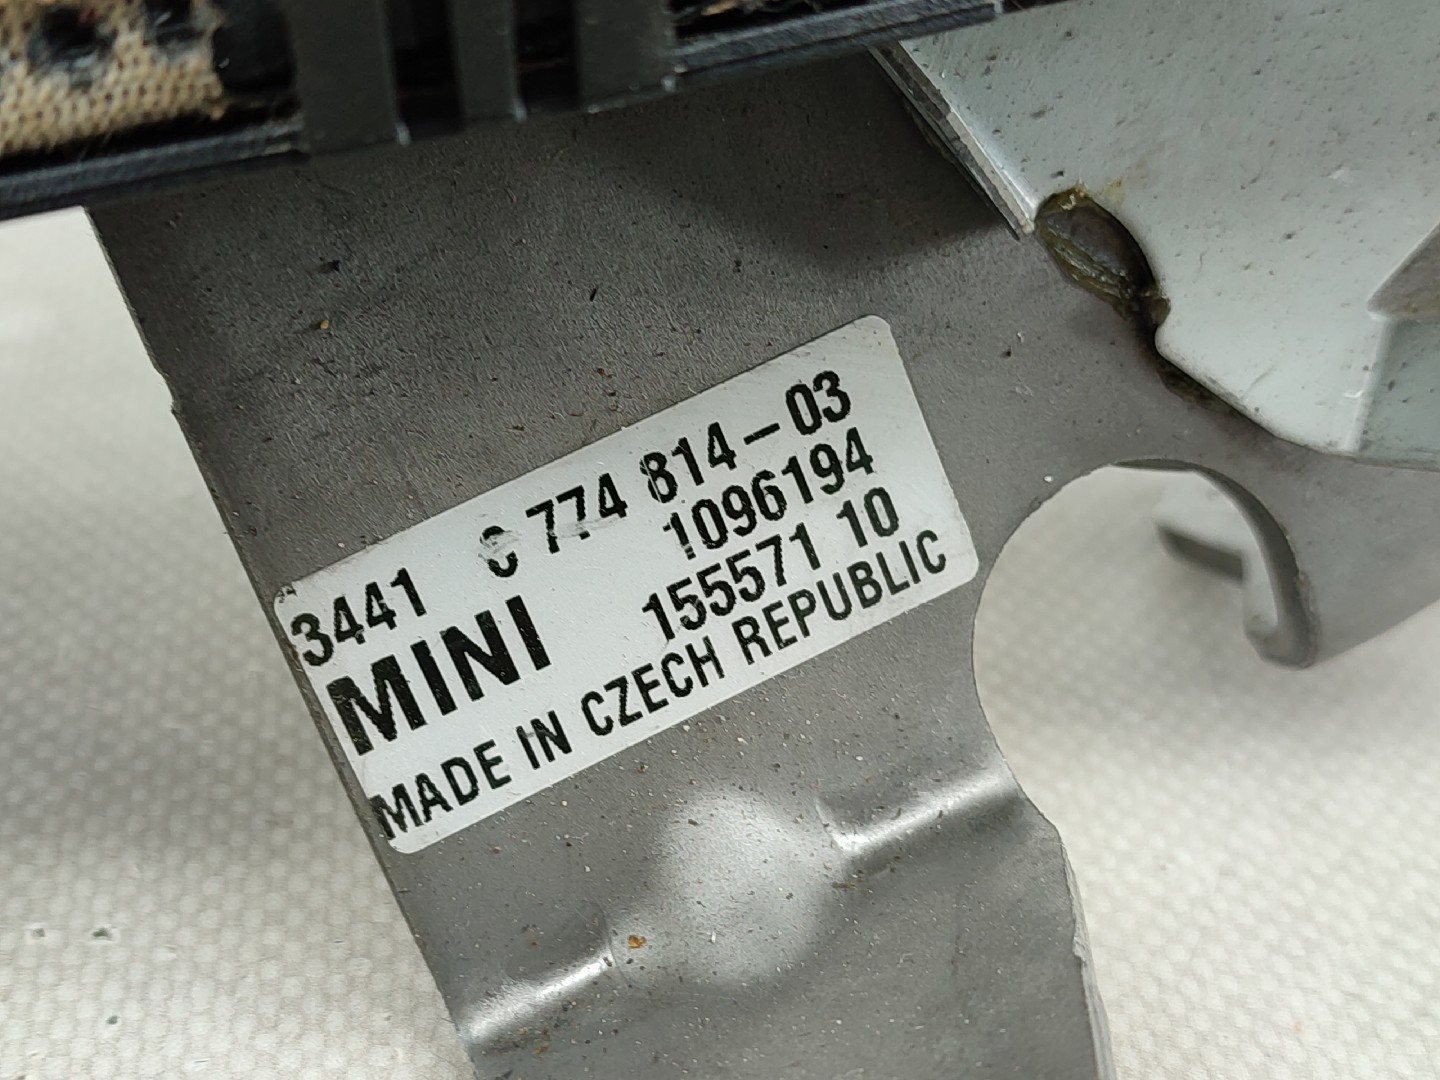 3441 6 774 814-03
1096194
MINI 155571 10
MADE IN CZECH REPUBLIC